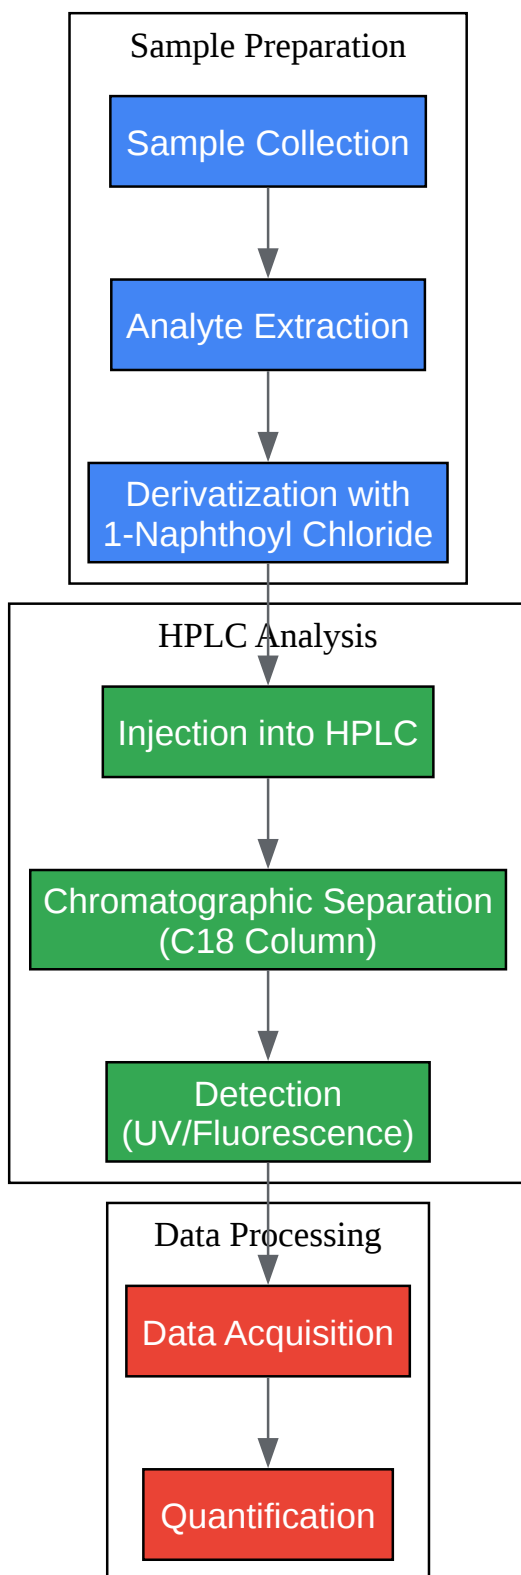 Sample Preparation
Sample Collection
Analyte Extraction
Derivatization with
1-Naphthoyl Chloride
HPLC Analysis
Injection into HPLC
Chromatographic Separation
(C18 Column)
Detection
(UV/Fluorescence)
Data Processing
Data Acquisition
Quantification